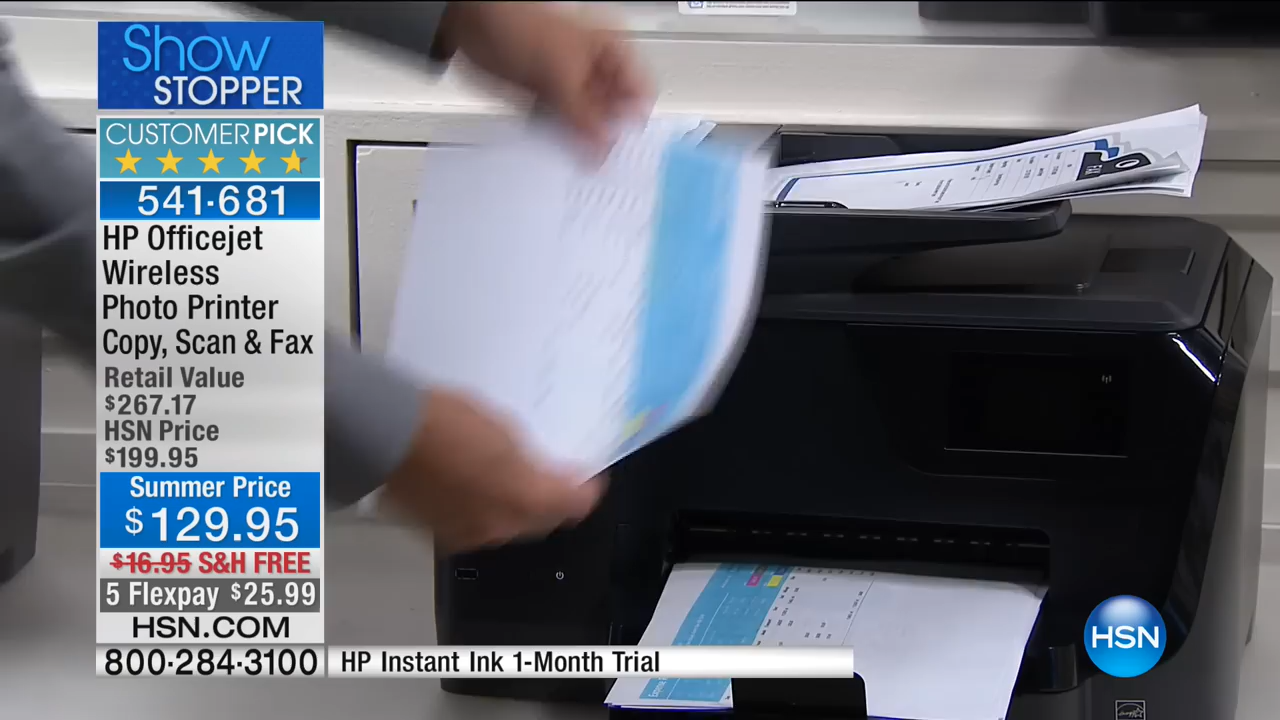 Show
STOPPER
CUSTOMER PICK
541·681
HP Officejet
Wireless
Photo Printer
Copy, Scan & Fax
Retail Value
$267.17
HSN Price
$199.95
Summer Price
$129.95
$16.95 S&H FREE
5 Flexpay $25.99
HSN.COM
800·284·3100
HP Instant Ink 1-Month Trial
HSN